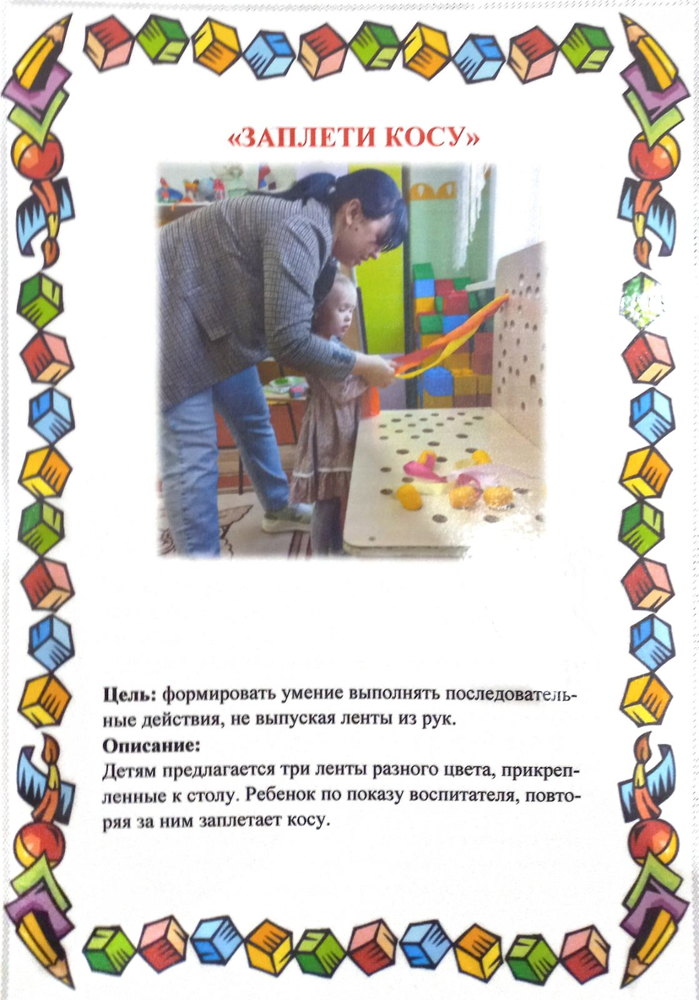 «ЗАПЛЕТИ КОСУ»
Цель: формировать умение выполнять последователь-
ные действия, не выпуская ленты из рук.
Описание:
Детям предлагается три ленты разного цвета, прикреп-
ленные к столу. Ребенок по показу воспитателя, повто-
ряя за ним заплетает косу.